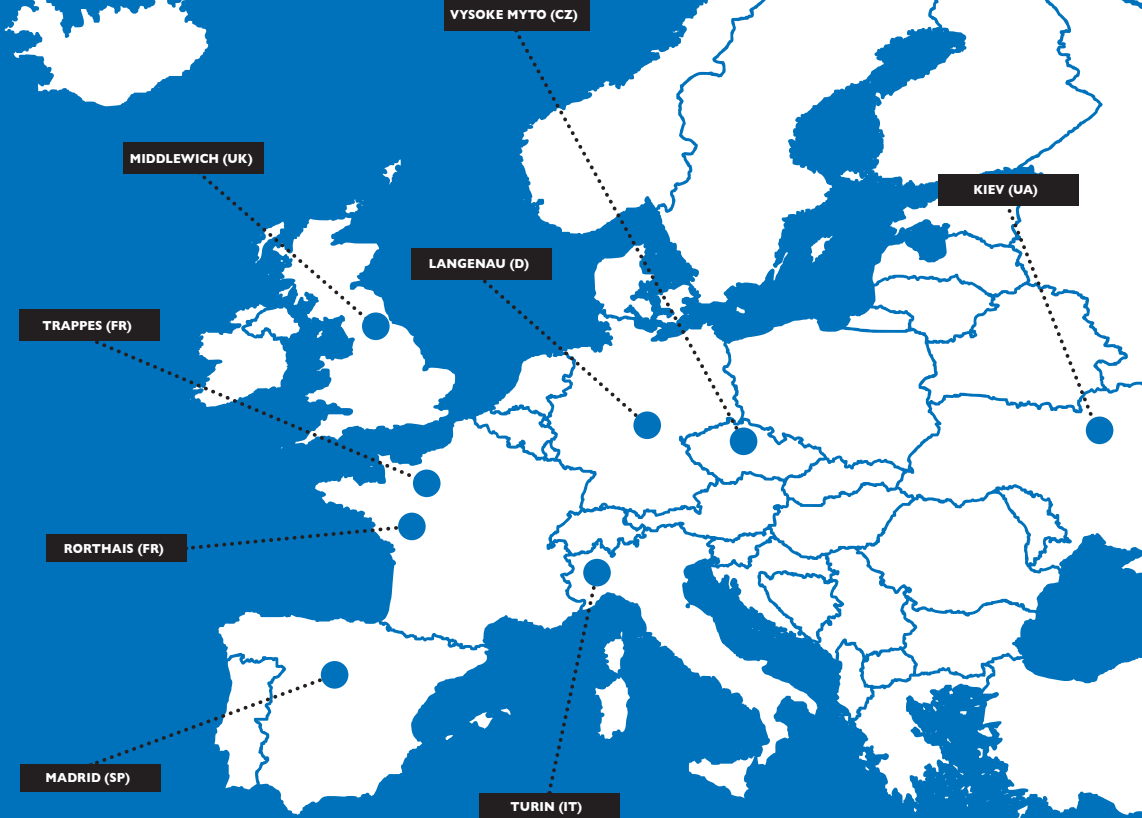 VYSOKE MYTO (CZ)
MIDDLEWICH (UK)
KIEV (UA)
LANGENAU (D)
TRAPPES (FR)
RORTHAIS (FR)
MADRID (SP)
TURIN (IT)